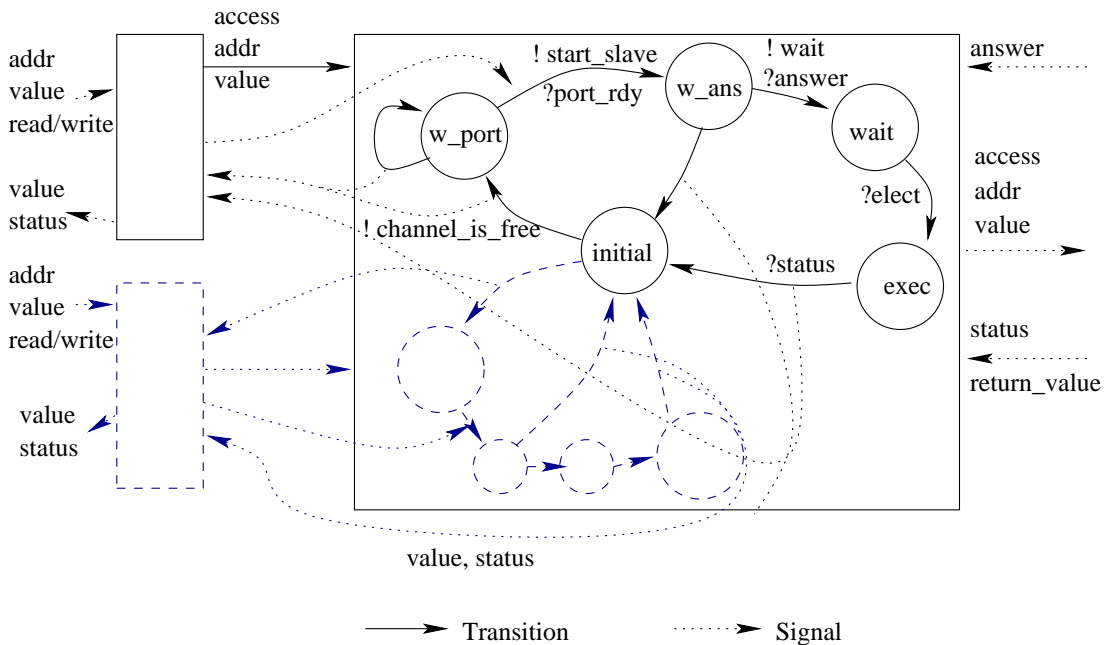 access
addr
value
addr
value
read/write
value
status
! start_slave
?port_rdy
w_port
w_ans
! wait
?answer
wait
?elect
! channel_is_free
initial
?status
exec
answer
access
addr
value
status
return_value
addr
value
read/write
value
status
value, status
Transition
Signal